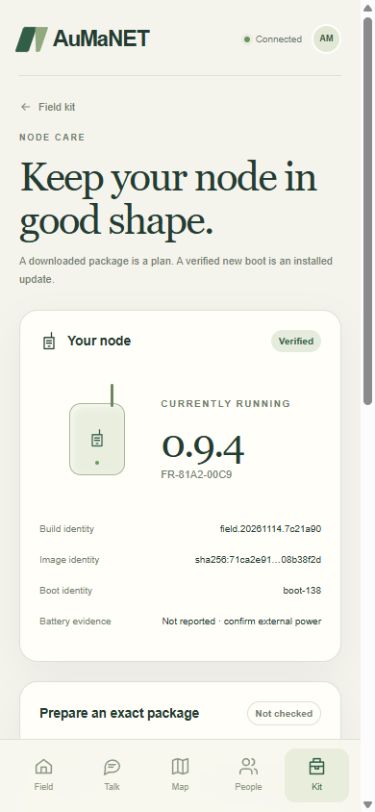 AuMaNET
Connected
AM
← Field kit
NODE CARE
Keep your node in
good shape.
A downloaded package is a plan. A verified new boot is an installed
update.
Your node
Verified
CURRENTLY RUNNING
0.9.4
FR-81A2-00C9
Build identity
field.20261114.7c21a90
Image identity
sha256:71ca2e91…08b38f2d
Boot identity
boot-138
Battery evidence
Not reported · confirm external power
Prepare an exact package
Not checked
Field
Talk
Map
People
Kit